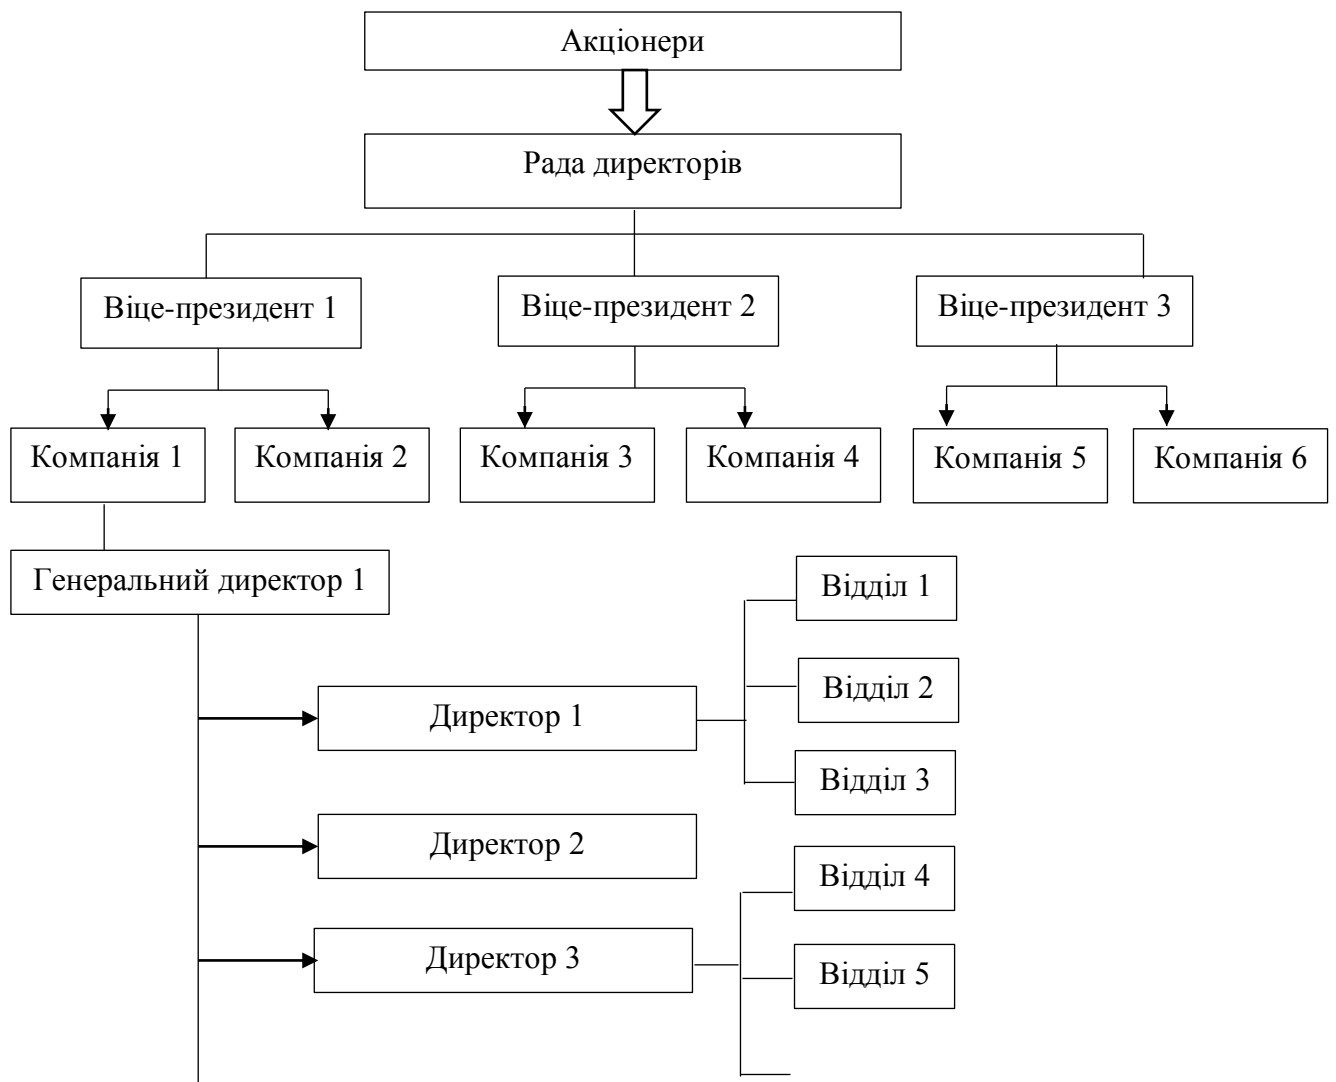 Акціонери
Рада директорів
Віце-президент 1
Віце-президент 2
Віце-президент 3
Компанія 1
Компанія 2
Компанія 3
Компанія 4
Компанія 5
Компанія 6
Генеральний директор 1
Відділ 1
Відділ 2
Директор 1
Відділ 3
Директор 2
Відділ 4
Директор 3
Відділ 5